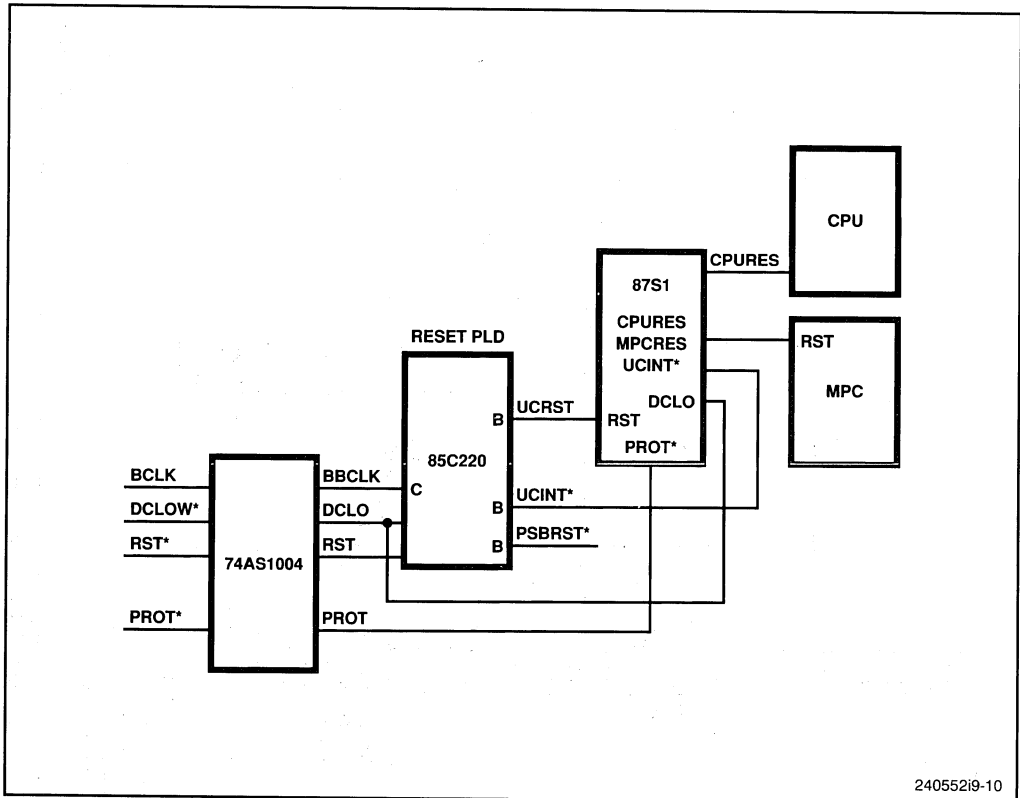 CPU
CPURES
87S1
CPURES
MPCRES
UCINT*
DCLO
RST
PROT*
RST
MPC
RESET PLD
85C220
B
UCRST
C
B
UCINT*
B
PSBRST*
BCLK
BBCLK
DCLOW*
DCLO
RST*
RST
74AS1004
PROT*
PROT
240552i9-10